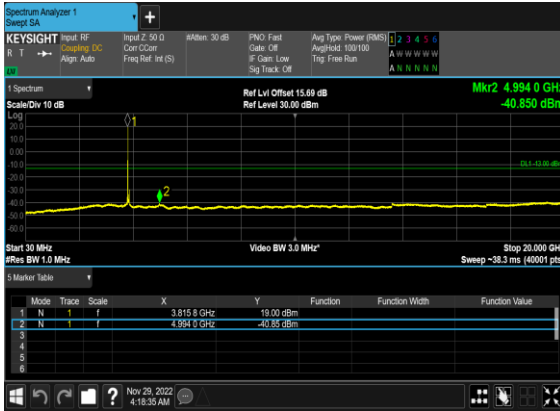 Spectrum Analyzer 1
Swept SA
+
KEYSIGHT
R T
Input: RF
Coupling: DC
Align: Auto
Input Z: 50 Ω
Corr CCorr
Freq Ref: Int (S)
#Atten: 30 dB
PNO: Fast
Gate: Off
IF Gain: Low
Sig Track: Off
Avg Type: Power (RMS)
Avg|Hold: 100/100
Trig: Free Run
1 2 3 4 5 6
A W W W W W
A N N N N N
1 Spectrum
Scale/Div 10 dB
Ref Lvl Offset 15.69 dB
Ref Level 30.00 dBm
Mkr2 4.994 0 GHz
-40.850 dBm
Log
20.0
10.0
0.00
-10.0
-20.0
-30.0
-40.0
-50.0
-60.0
1
2
DL1 -13.00 dBm
Start 30 MHz
#Res BW 1.0 MHz
Video BW 3.0 MHz*
Stop 20.000 GHz
Sweep ~38.3 ms (40001 pts)
5 Marker Table
Mode Trace Scale X Y Function Function Width Function Value
1 N 1 f 3.815 8 GHz 19.00 dBm
2 N 1 f 4.994 0 GHz -40.85 dBm
3
4
5
6
?
Nov 29, 2022
4:18:35 AM